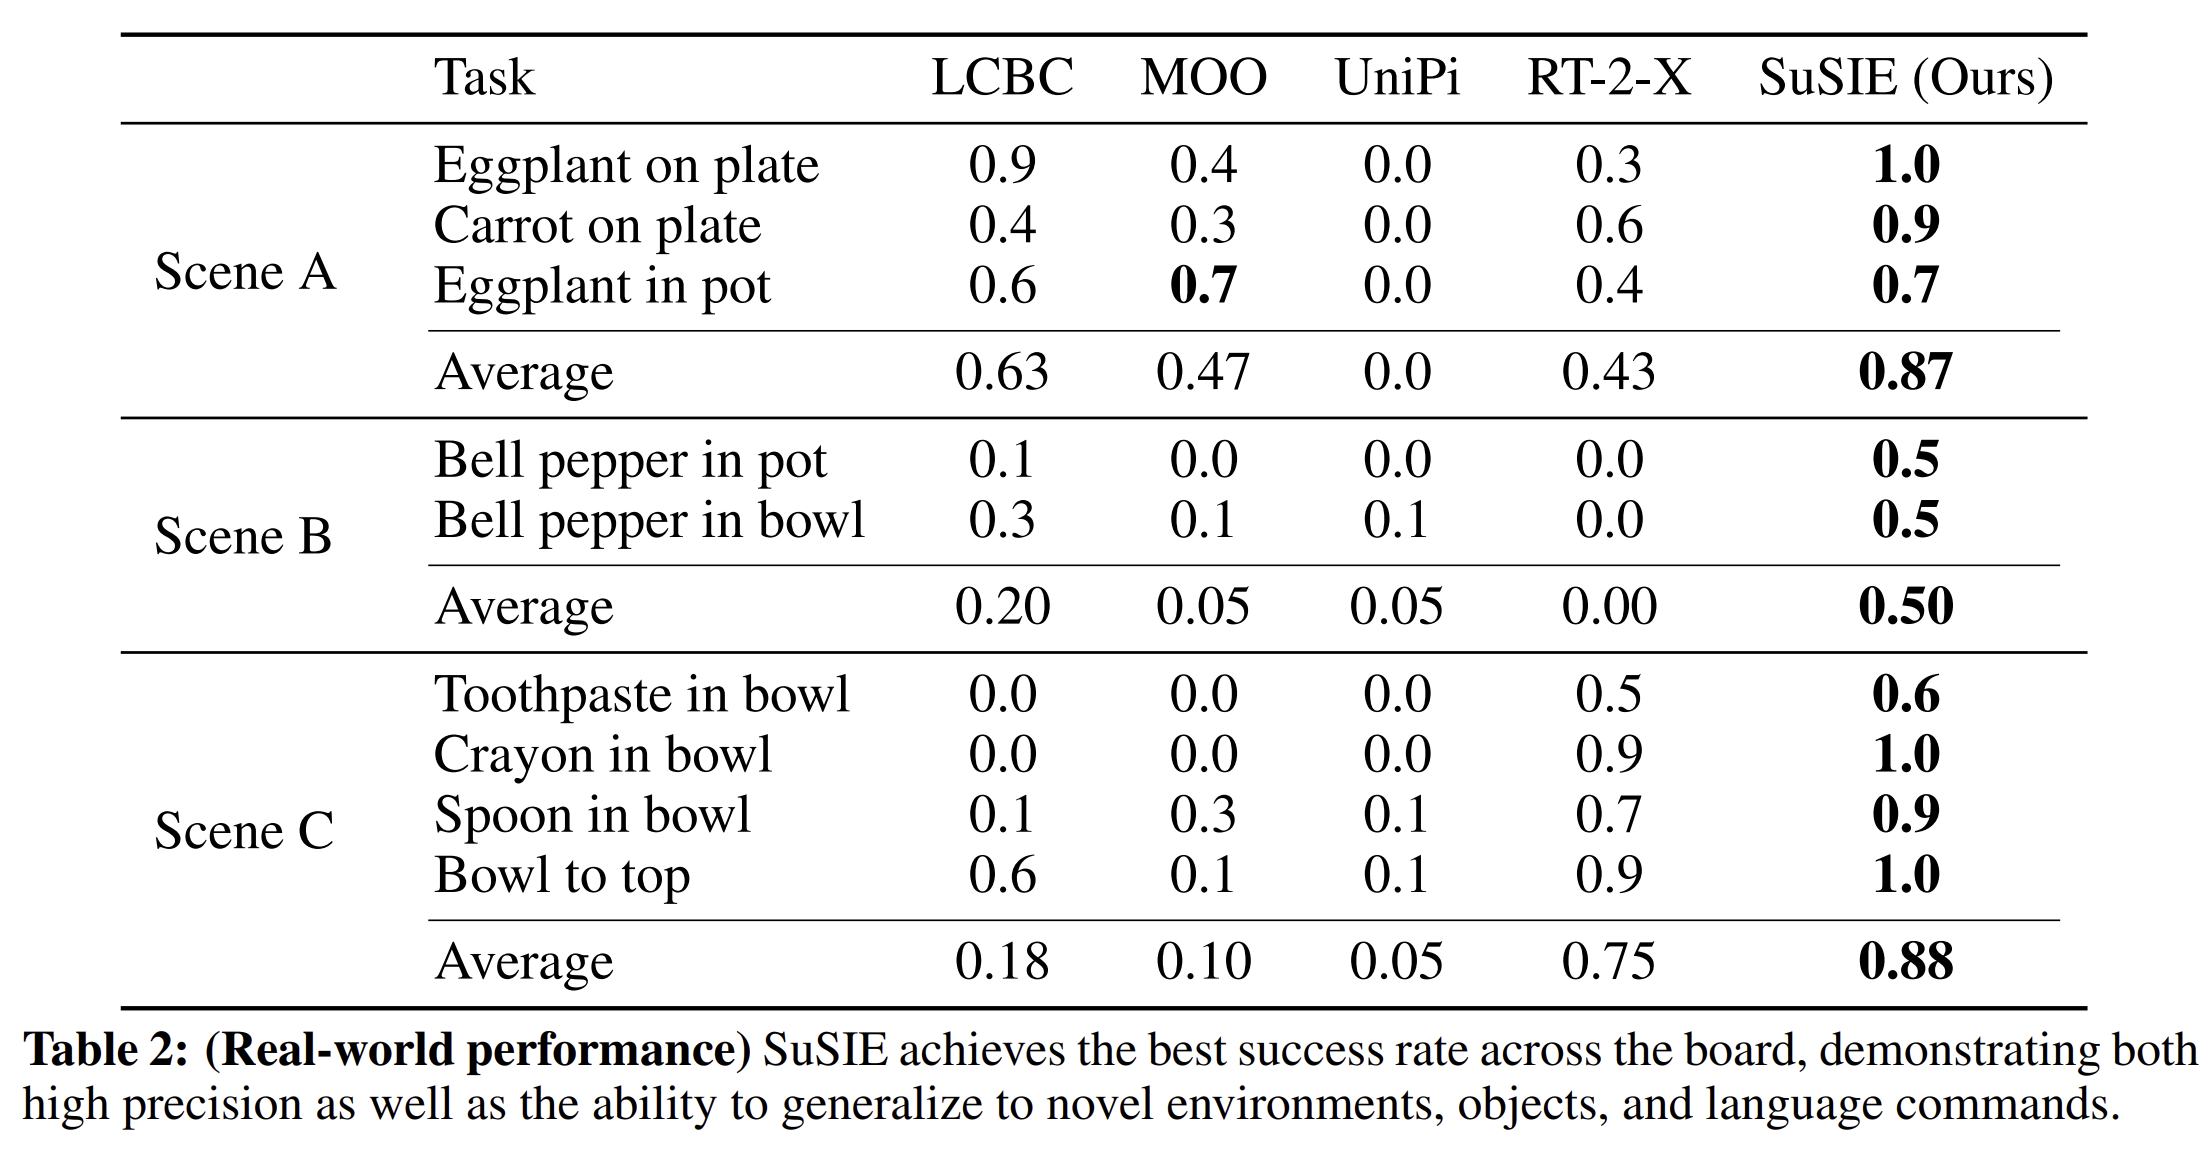 Task LCBC MOO UniPi RT-2-X SuSIE (Ours)
Scene A
Eggplant on plate 0.9 0.4 0.0 0.3 1.0
Carrot on plate 0.4 0.3 0.0 0.6 0.9
Eggplant in pot 0.6 0.7 0.0 0.4 0.7
Average 0.63 0.47 0.0 0.43 0.87
Scene B
Bell pepper in pot 0.1 0.0 0.0 0.0 0.5
Bell pepper in bowl 0.3 0.1 0.1 0.0 0.5
Average 0.20 0.05 0.05 0.00 0.50
Scene C
Toothpaste in bowl 0.0 0.0 0.0 0.5 0.6
Crayon in bowl 0.0 0.0 0.0 0.9 1.0
Spoon in bowl 0.1 0.3 0.1 0.7 0.9
Bowl to top 0.6 0.1 0.1 0.9 1.0
Average 0.18 0.10 0.05 0.75 0.88
Table 2: (Real-world performance) SuSIE achieves the best success rate across the board, demonstrating both
high precision as well as the ability to generalize to novel environments, objects, and language commands.